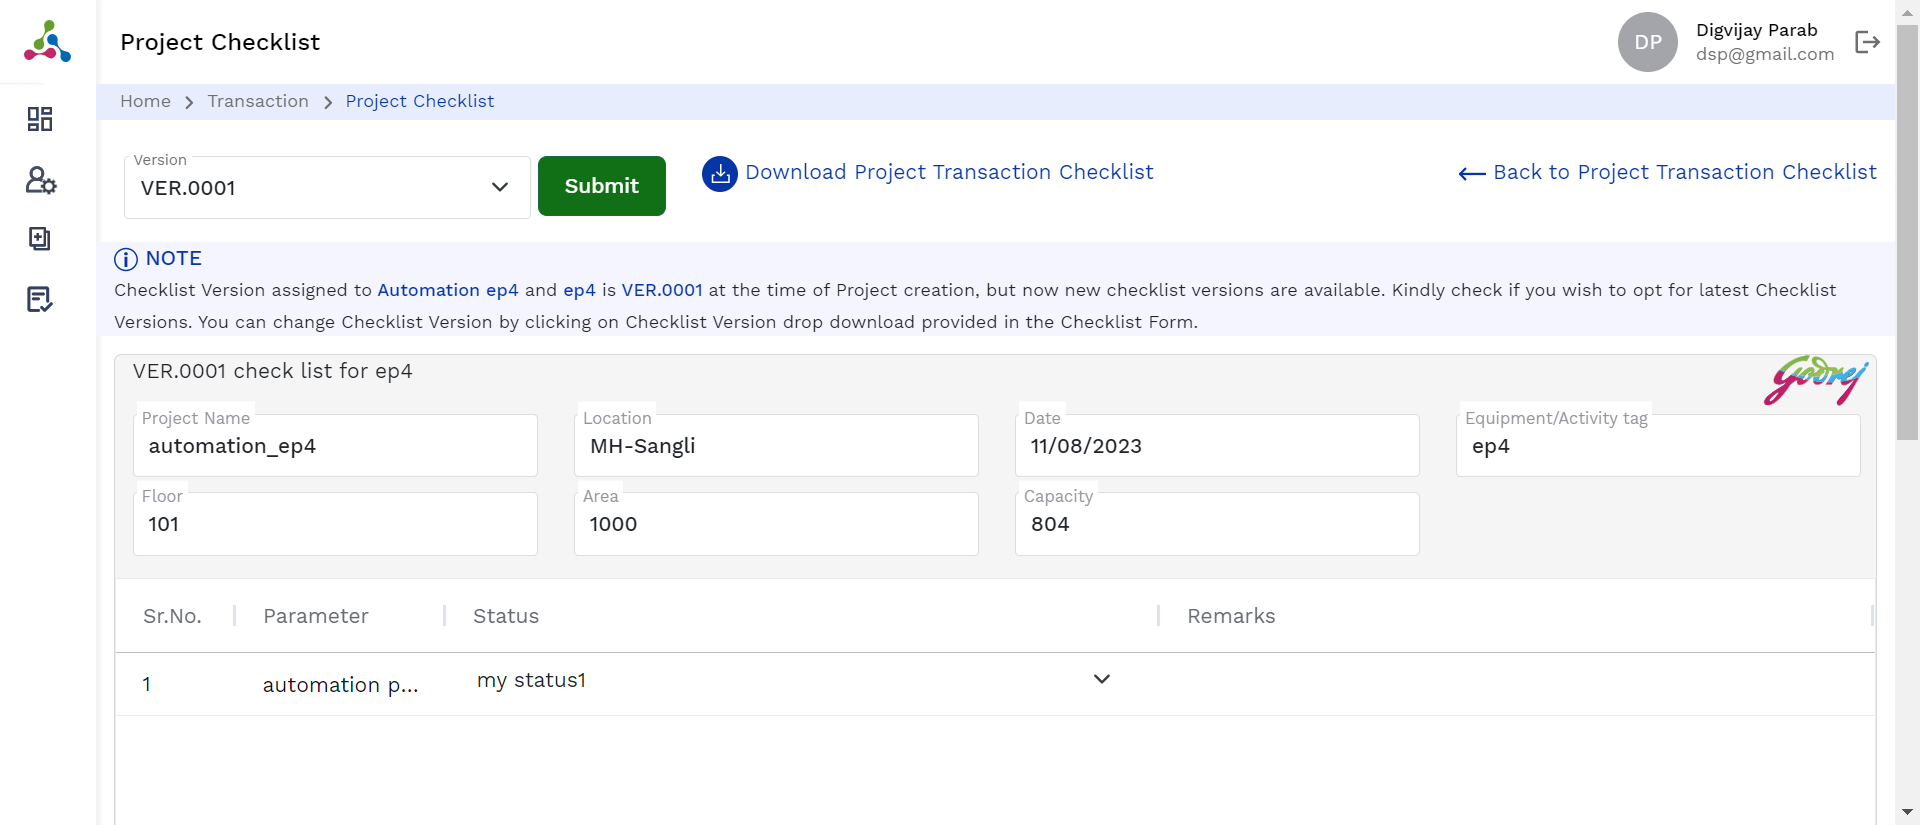 Project Checklist
DP
Digvijay Parab
dsp@gmail.com
Home > Transaction > Project Checklist
Version
VER.0001
Submit
Download Project Transaction Checklist
Back to Project Transaction Checklist
NOTE
Checklist Version assigned to Automation ep4 and ep4 is VER.0001 at the time of Project creation, but now new checklist versions are available. Kindly check if you wish to opt for latest Checklist
Versions. You can change Checklist Version by clicking on Checklist Version drop download provided in the Checklist Form.
VER.0001 check list for ep4
Godrej
Project Name
automation_ep4
Location
MH-Sangli
Date
11/08/2023
Equipment/Activity tag
ep4
Floor
101
Area
1000
Capacity
804
Sr.No. Parameter Status Remarks
1 automation p... my status1